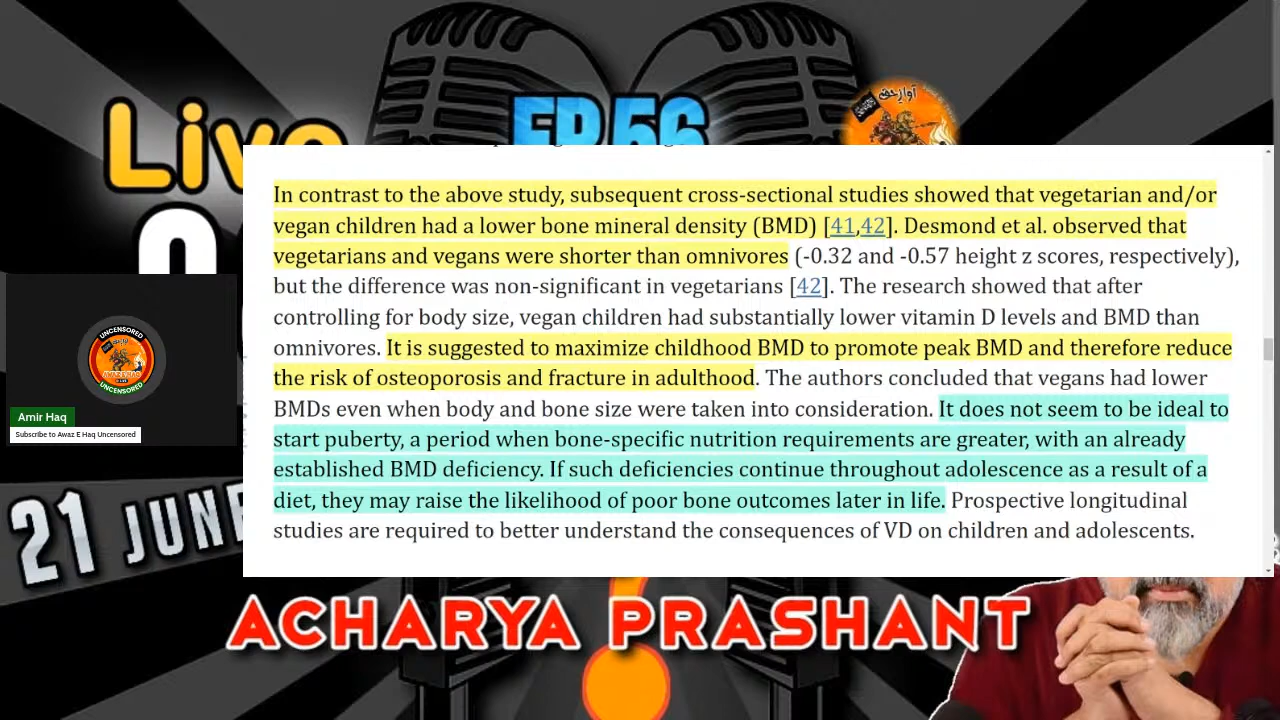 Live
EP 56
آواز حق
In contrast to the above study, subsequent cross-sectional studies showed that vegetarian and/or
vegan children had a lower bone mineral density (BMD) [41,42]. Desmond et al. observed that
vegetarians and vegans were shorter than omnivores (-0.32 and -0.57 height z scores, respectively),
but the difference was non-significant in vegetarians [42]. The research showed that after
controlling for body size, vegan children had substantially lower vitamin D levels and BMD than
omnivores. It is suggested to maximize childhood BMD to promote peak BMD and therefore reduce
the risk of osteoporosis and fracture in adulthood. The authors concluded that vegans had lower
BMDs even when body and bone size were taken into consideration. It does not seem to be ideal to
start puberty, a period when bone-specific nutrition requirements are greater, with an already
established BMD deficiency. If such deficiencies continue throughout adolescence as a result of a
diet, they may raise the likelihood of poor bone outcomes later in life. Prospective longitudinal
studies are required to better understand the consequences of VD on children and adolescents.
UNCENSORED
UNCENSORED
Amir Haq
Subscribe to Awaz E Haq Uncensored
21 JUNE
ACHARYA PRASHANT